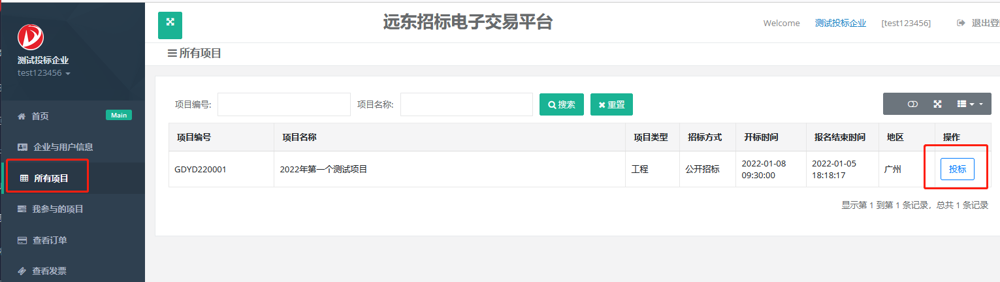 远东招标电子交易平台
Welcome 测试投标企业 [test123456] 退出登
测试投标企业
test123456
首页 Main
企业与用户信息
所有项目
我参与的项目
查看订单
查看发票
所有项目
项目编号: 项目名称: 搜索 重置
项目编号 项目名称 项目类型 招标方式 开标时间 报名结束时间 地区 操作
GDYD220001 2022年第一个测试项目 工程 公开招标 2022-01-08 09:30:00 2022-01-05 18:18:17 广州 投标
显示第 1 到第 1 条记录，总共 1 条记录